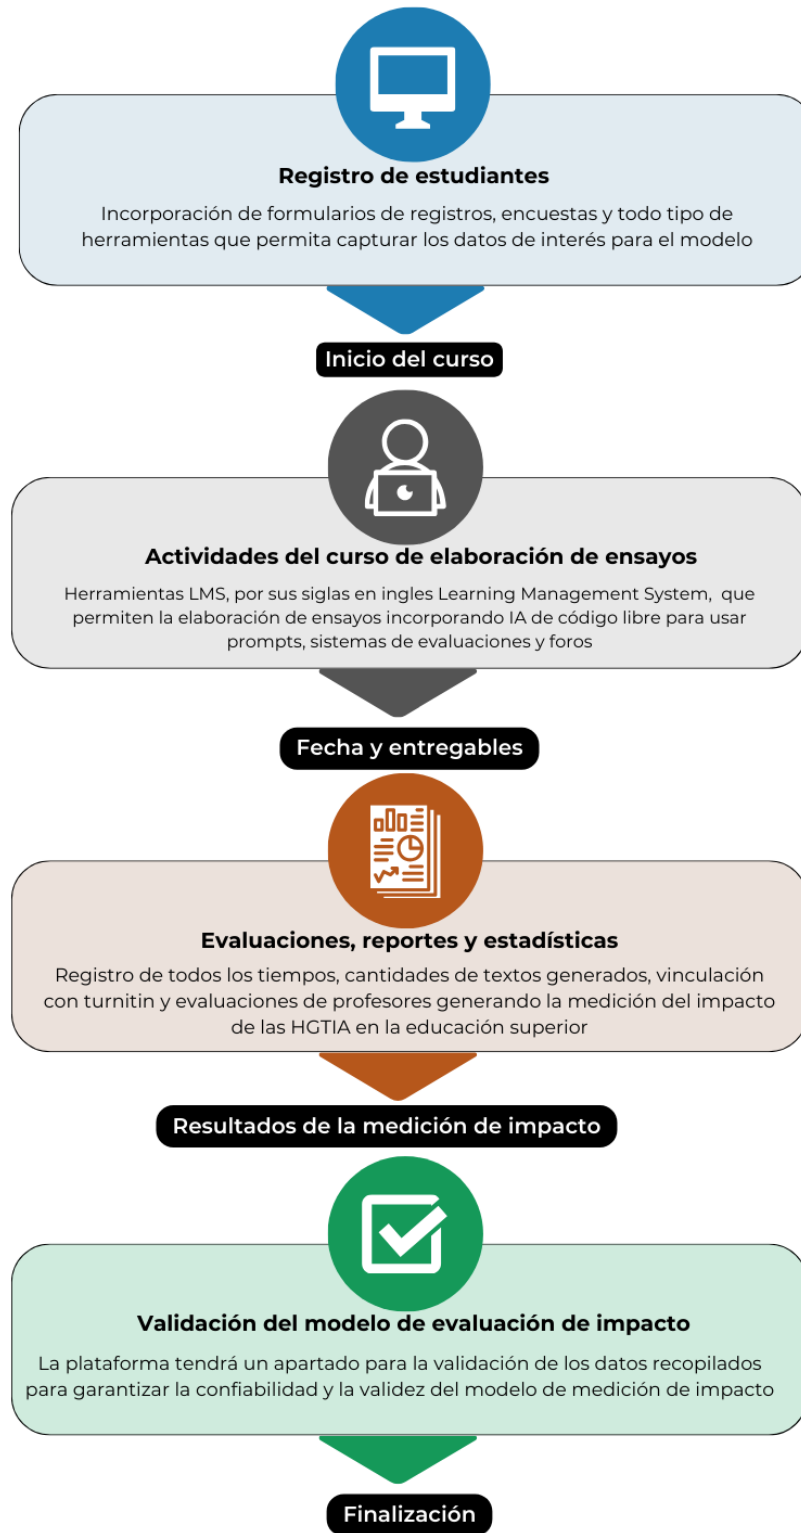 Registro de estudiantes
Incorporación de formularios de registros, encuestas y todo tipo de
herramientas que permita capturar los datos de interés para el modelo
Inicio del curso
Actividades del curso de elaboración de ensayos
Herramientas LMS, por sus siglas en ingles Learning Management System, que
permiten la elaboración de ensayos incorporando IA de código libre para usar
prompts, sistemas de evaluaciones y foros
Fecha y entregables
Evaluaciones, reportes y estadísticas
Registro de todos los tiempos, cantidades de textos generados, vinculación
con turnitin y evaluaciones de profesores generando la medición del impacto
de las HGTIA en la educación superior
Resultados de la medición de impacto
Validación del modelo de evaluación de impacto
La plataforma tendrá un apartado para la validación de los datos recopilados
para garantizar la confiabilidad y la validez del modelo de medición de impacto
Finalización